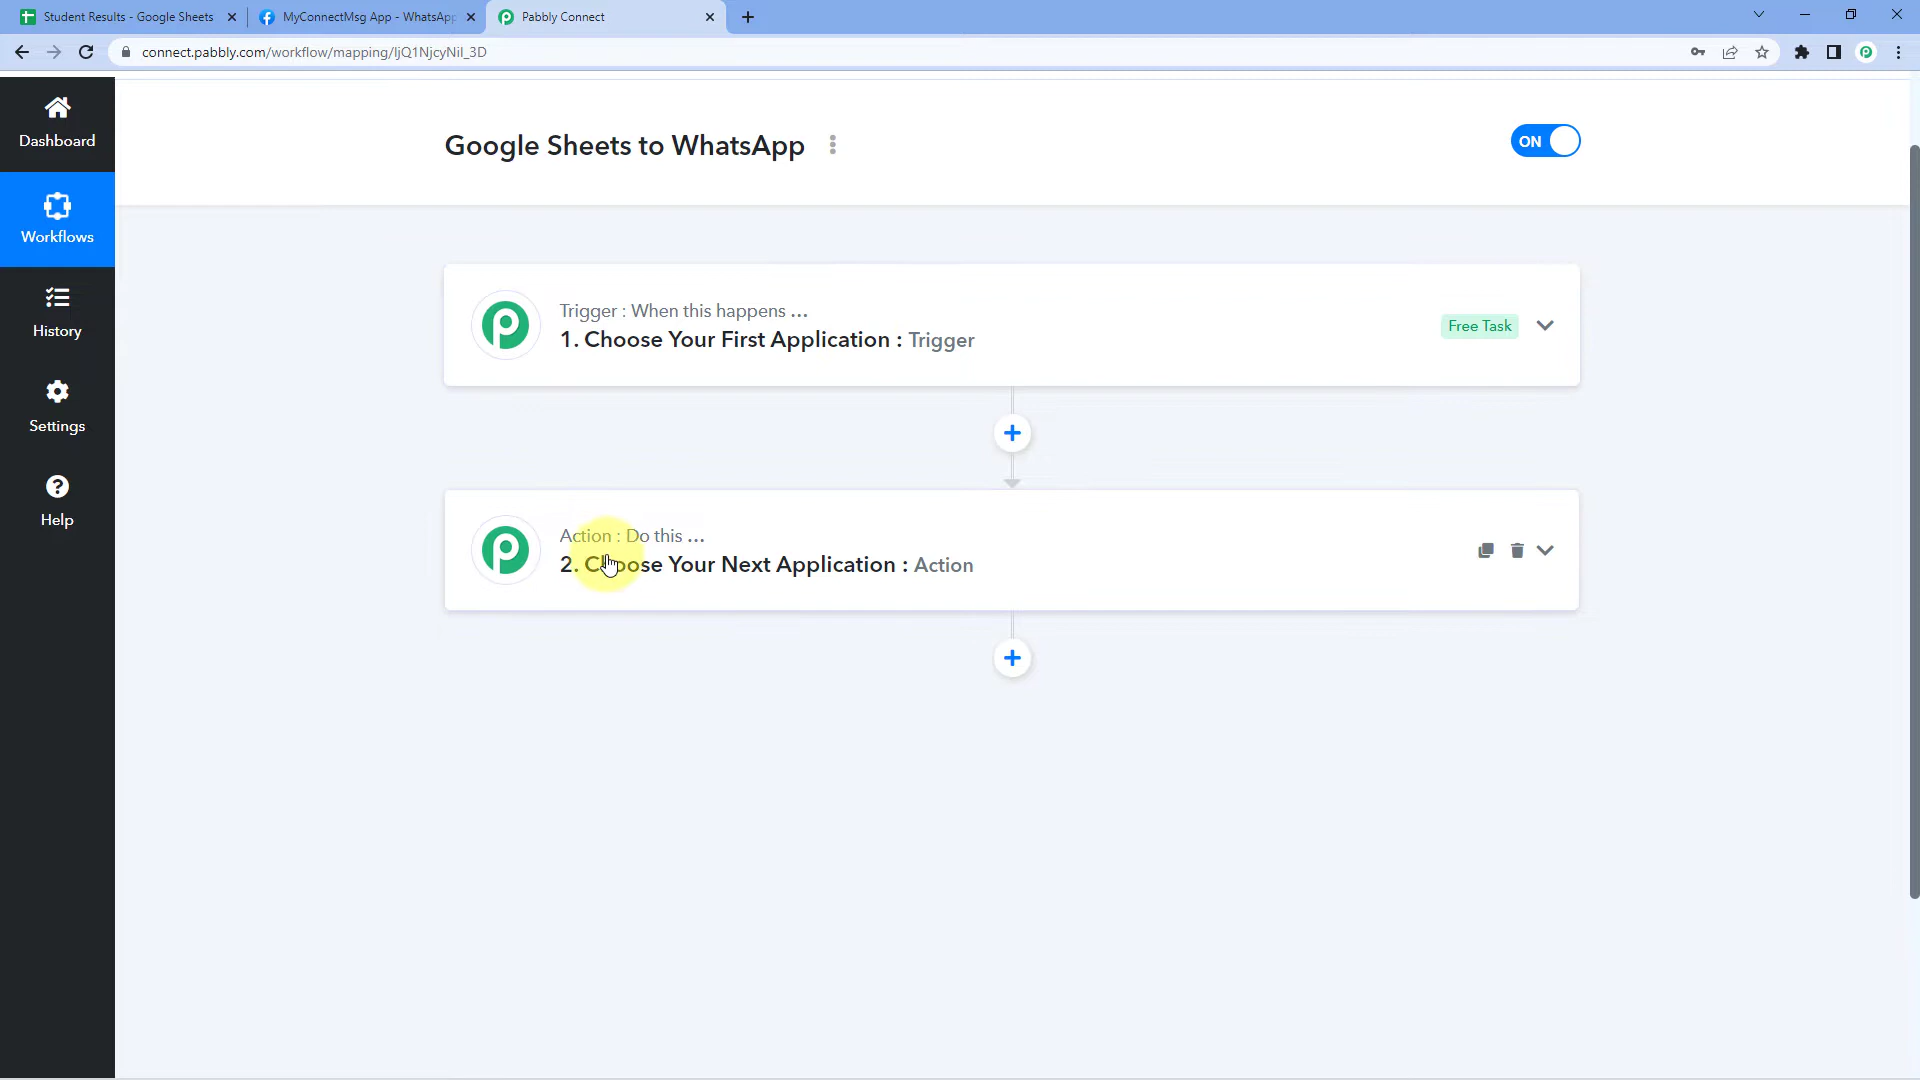 Student Results - Google Sheets
MyConnectMsg App - WhatsApp
Pabbly Connect
connect.pabbly.com/workflow/mapping/IjQ1NjcyNiI_3D
Dashboard
Workflows
History
Settings
Help
Google Sheets to WhatsApp
ON
Trigger : When this happens ...
1. Choose Your First Application : Trigger
Free Task
Action : Do this ...
2. Choose Your Next Application : Action